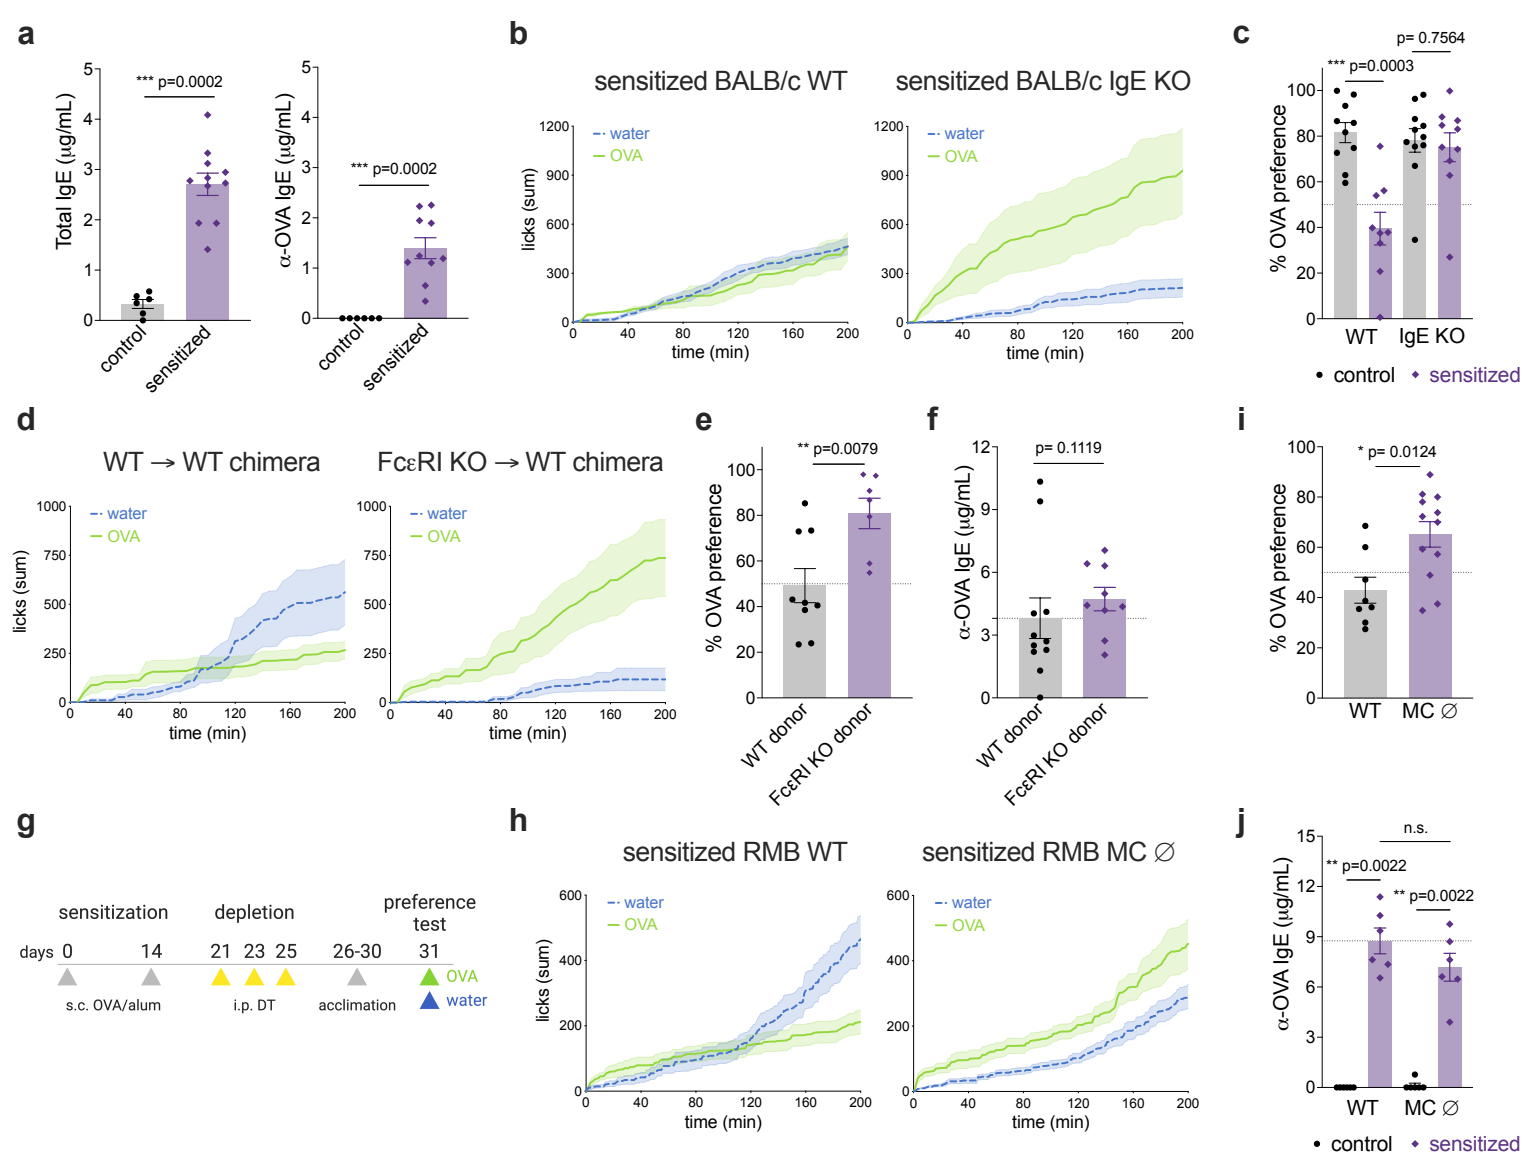 a
*** p=0.0002
Total IgE (µg/mL)
5
4
3
2
1
0
control
sensitized
*** p=0.0002
α-OVA IgE (µg/mL)
5
4
3
2
1
0
control
sensitized
b
sensitized BALB/c WT
water
OVA
licks (sum)
1200
900
600
300
0
0 40 80 120 160 200
time (min)
sensitized BALB/c IgE KO
water
OVA
1200
900
600
300
0
0 40 80 120 160 200
time (min)
c
p= 0.7564
*** p=0.0003
% OVA preference
100
80
60
40
20
0
WT IgE KO
control sensitized
d
WT → WT chimera
water
OVA
licks (sum)
1000
750
500
250
0
0 40 80 120 160 200
time (min)
FcεRI KO → WT chimera
water
OVA
1000
750
500
250
0
0 40 80 120 160 200
time (min)
e
** p=0.0079
% OVA preference
100
80
60
40
20
0
WT donor
FcεRI KO donor
f
p= 0.1119
α-OVA IgE (µg/mL)
12
9
6
3
0
WT donor
FcεRI KO donor
i
* p= 0.0124
% OVA preference
100
80
60
40
20
0
WT MC ∅
g
sensitization depletion preference test
days 0 14 21 23 25 26-30 31
OVA
water
s.c. OVA/alum i.p. DT acclimation
h
sensitized RMB WT
water
OVA
licks (sum)
600
400
200
0
0 40 80 120 160 200
time (min)
sensitized RMB MC ∅
water
OVA
600
400
200
0
0 40 80 120 160 200
time (min)
j
n.s.
** p=0.0022
** p=0.0022
α-OVA IgE (µg/mL)
15
12
9
6
3
0
WT MC ∅
control sensitized